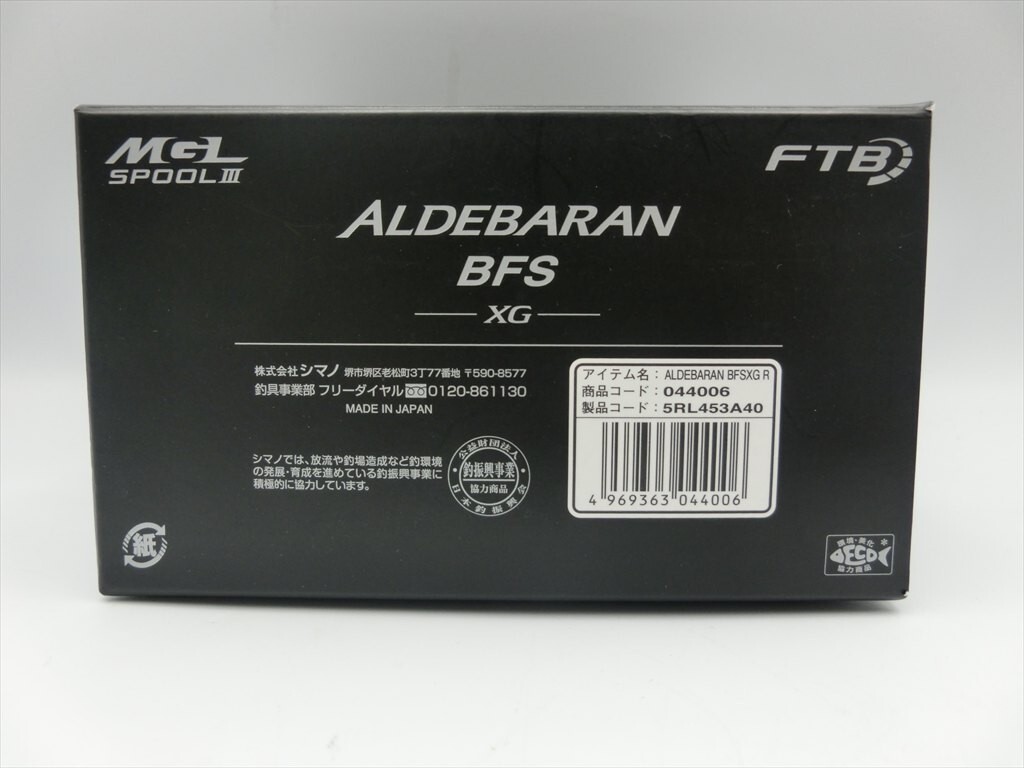 MGL
SPOOL III
FTB
ALDEBARAN
BFS
XG
株式会社 シマノ 堺市堺区老松町3丁77番地 〒590-8577
釣具事業部 フリーダイヤル 0120-861130
MADE IN JAPAN
シマノでは、放流や釣場造成など釣環境
の発展・育成を進めている釣振興事業に
積極的に協力しています。
公益財団法人
釣振興事業
協力商品
日本釣振興会
アイテム名： ALDEBARAN BFSXG R
商品コード：044006
製品コード：5RL453A40
4 969363 044006
紙
環境・美化
ECO
協力商品